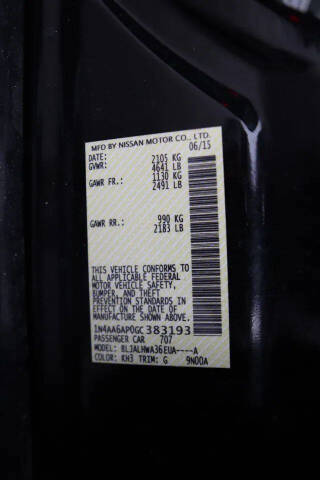 MFD BY NISSAN MOTOR CO., LTD.
DATE: 06/15
GVWR: 2105 KG
4641 LB
GAWR FR.: 1130 KG
2491 LB
GAWR RR.: 990 KG
2183 LB
THIS VEHICLE CONFORMS TO
ALL APPLICABLE FEDERAL
MOTOR VEHICLE SAFETY,
BUMPER, AND THEFT
PREVENTION STANDARDS
IN EFFECT ON THE DATE OF
MANUFACTURE SHOWN ABOVE.
1N4AA6AP0GC383193
PASSENGER CAR 707
MODEL: BLJALHWA36EUA----A
COLOR: KH3 TRIM: G 9N00A